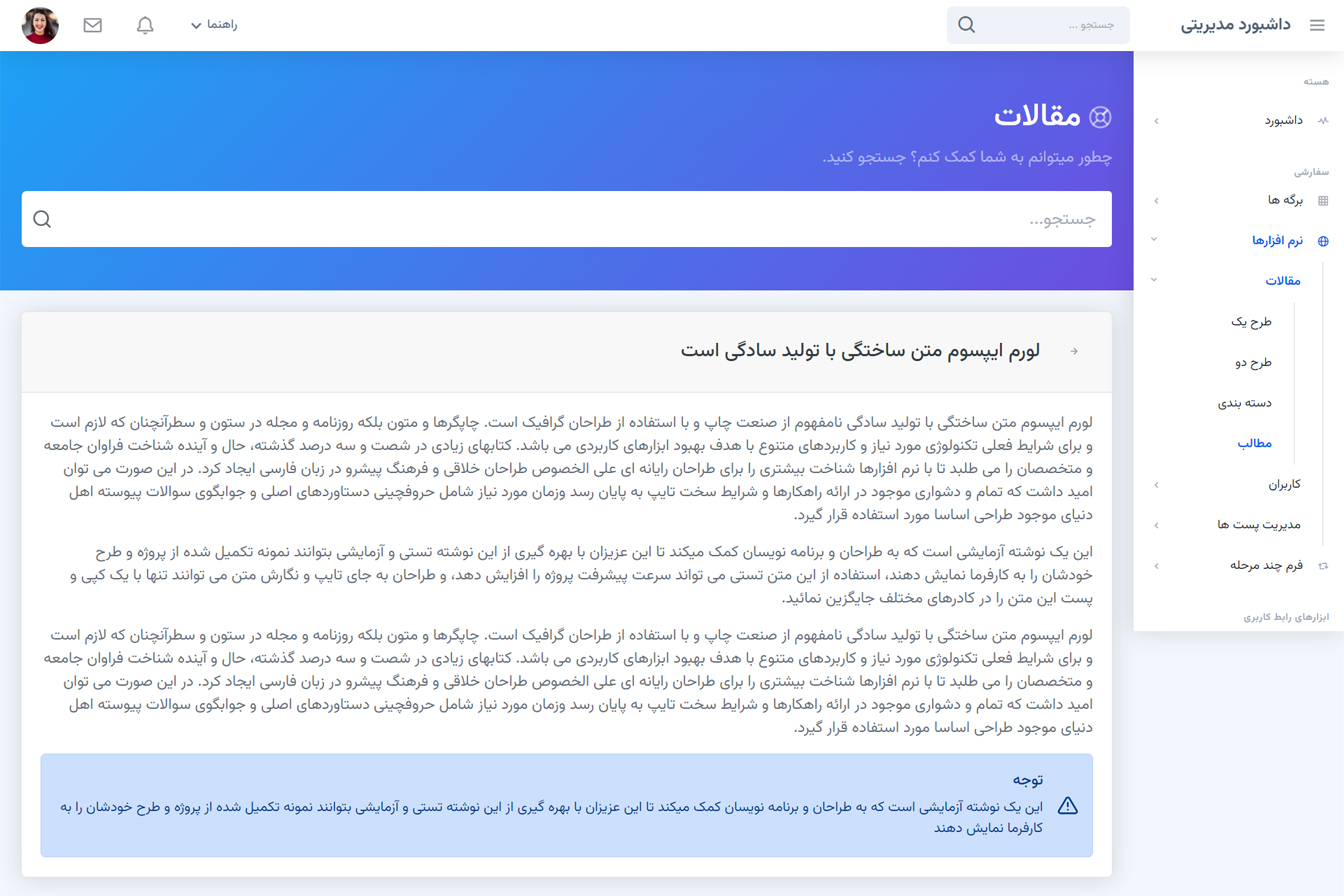 داشبورد مدیریتی
جستجو ...
راهنما
هسته
داشبورد
سفارشی
برگه ها
نرم افزارها
مقالات
طرح یک
طرح دو
دسته بندی
مطالب
کاربران
مدیریت پست ها
فرم چند مرحله
ابزارهای رابط کاربری
مقالات
چطور میتوانم به شما کمک کنم؟ جستجو کنید.
جستجو...
لورم ایپسوم متن ساختگی با تولید سادگی است
لورم ایپسوم متن ساختگی با تولید سادگی نامفهوم از صنعت چاپ و با استفاده از طراحان گرافیک است. چاپگرها و متون بلکه روزنامه و مجله در ستون و سطرآنچنان که لازم است
و برای شرایط فعلی تکنولوژی مورد نیاز و کاربردهای متنوع با هدف بهبود ابزارهای کاربردی می باشد. کتابهای زیادی در شصت و سه درصد گذشته، حال و آینده شناخت فراوان جامعه
و متخصصان را می طلبد تا با نرم افزارها شناخت بیشتری را برای طراحان رایانه ای علی الخصوص طراحان خلاقی و فرهنگ پیشرو در زبان فارسی ایجاد کرد. در این صورت می توان
امید داشت که تمام و دشواری موجود در ارائه راهکارها و شرایط سخت تایپ به پایان رسد وزمان مورد نیاز شامل حروفچینی دستاوردهای اصلی و جوابگوی سوالات پیوسته اهل
دنیای موجود طراحی اساسا مورد استفاده قرار گیرد.
این یک نوشته آزمایشی است که به طراحان و برنامه نویسان کمک میکند تا این عزیزان با بهره گیری از این نوشته تستی و آزمایشی بتوانند نمونه تکمیل شده از پروژه و طرح
خودشان را به کارفرما نمایش دهند، استفاده از این متن تستی می تواند سرعت پیشرفت پروژه را افزایش دهد، و طراحان به جای تایپ و نگارش متن می توانند تنها با یک کپی و
پست این متن را در کادرهای مختلف جایگزین نمائید.
لورم ایپسوم متن ساختگی با تولید سادگی نامفهوم از صنعت چاپ و با استفاده از طراحان گرافیک است. چاپگرها و متون بلکه روزنامه و مجله در ستون و سطرآنچنان که لازم است
و برای شرایط فعلی تکنولوژی مورد نیاز و کاربردهای متنوع با هدف بهبود ابزارهای کاربردی می باشد. کتابهای زیادی در شصت و سه درصد گذشته، حال و آینده شناخت فراوان جامعه
و متخصصان را می طلبد تا با نرم افزارها شناخت بیشتری را برای طراحان رایانه ای علی الخصوص طراحان خلاقی و فرهنگ پیشرو در زبان فارسی ایجاد کرد. در این صورت می توان
امید داشت که تمام و دشواری موجود در ارائه راهکارها و شرایط سخت تایپ به پایان رسد وزمان مورد نیاز شامل حروفچینی دستاوردهای اصلی و جوابگوی سوالات پیوسته اهل
دنیای موجود طراحی اساسا مورد استفاده قرار گیرد.
توجه
این یک نوشته آزمایشی است که به طراحان و برنامه نویسان کمک میکند تا این عزیزان با بهره گیری از این نوشته تستی و آزمایشی بتوانند نمونه تکمیل شده از پروژه و طرح خودشان را به
کارفرما نمایش دهند